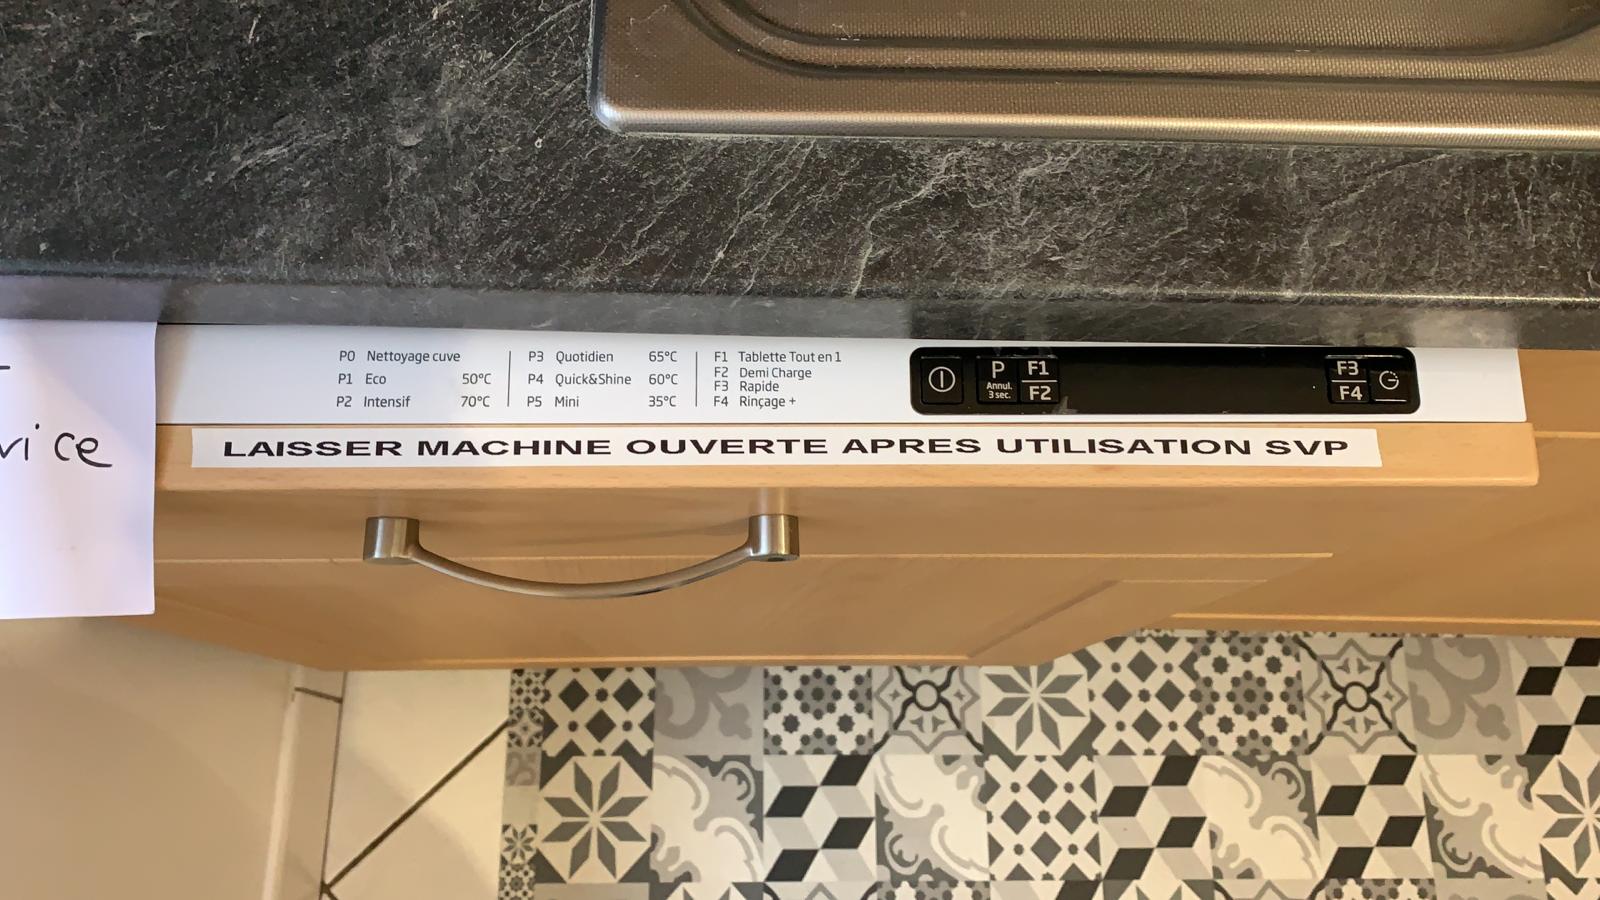 vice
P0 Nettoyage cuve
P1 Eco 50°C
P2 Intensif 70°C
P3 Quotidien 65°C
P4 Quick&Shine 60°C
P5 Mini 35°C
F1 Tablette Tout en 1
F2 Demi Charge
F3 Rapide
F4 Rinçage +
P
Annul.
3 sec.
F1
F2
F3
F4
LAISSER MACHINE OUVERTE APRES UTILISATION SVP